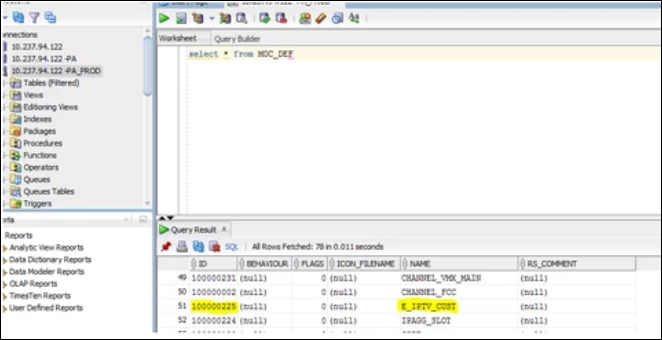 onnections
10.237.94.122
10.237.94.122 -PA
10.237.94.122 -PA_PROD
Tables (Filtered)
Views
Editioning Views
Indexes
Packages
Procedures
Functions
Operators
Queues
Queues Tables
Triggers
rts
Reports
Analytic View Reports
Data Dictionary Reports
Data Modeler Reports
OLAP Reports
TimesTen Reports
User Defined Reports
Worksheet Query Builder
select * from MOC_DEF
Query Result x
SQL | All Rows Fetched: 78 in 0.011 seconds
ID BEHAVIOUR FLAGS ICON_FILENAME NAME RS_COMMENT
49 100000231 (null) 0 (null) CHANNEL_VMX_MAIN (null)
50 100000002 (null) 0 (null) CHANNEL_FCC (null)
51 100000225 (null) 0 (null) E_IPTV_CUST (null)
52 100000224 (null) 0 (null) IPAGG_SLOT (null)